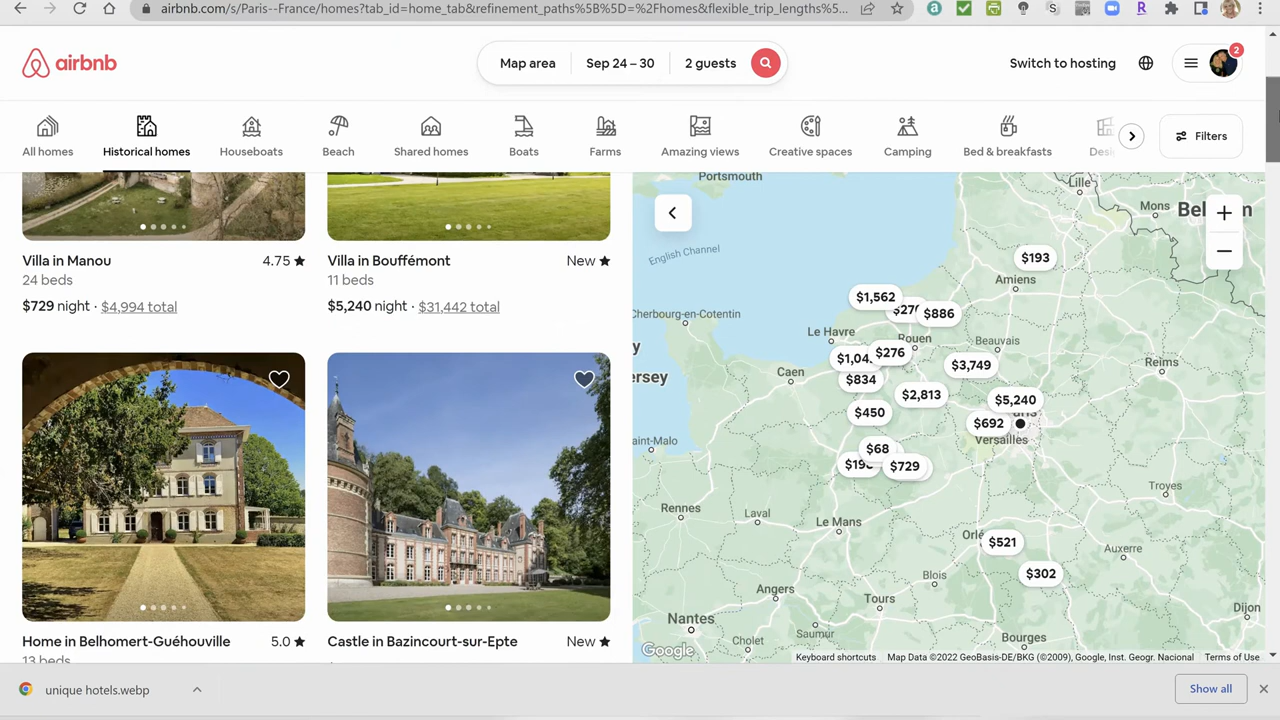 airbnb.com/s/Paris--France/homes?tab_id=home_tab&refinement_paths%5B%5D=%2Fhomes&flexible_trip_lengths%5...
airbnb
Map area
Sep 24 – 30
2 guests
Switch to hosting
2
All homes
Historical homes
Houseboats
Beach
Shared homes
Boats
Farms
Amazing views
Creative spaces
Camping
Bed & breakfasts
Filters
Villa in Manou
4.75 ★
24 beds
$729 night · $4,994 total
Villa in Bouffémont
New ★
11 beds
$5,240 night · $31,442 total
Home in Belhomert-Guéhouville
5.0 ★
13 beds
Castle in Bazincourt-sur-Epte
New ★
Portsmouth
Lille
Mons
English Channel
$193
Amiens
$1,562
$886
Cherbourg-en-Cotentin
Le Havre
Rouen
Beauvais
$276
$3,749
Reims
Caen
$834
$2,813
$5,240
$450
$692
Versailles
$68
$729
Troyes
Rennes
Laval
Le Mans
$521
Auxerre
$302
Blois
Angers
Tours
Dijon
Nantes
Cholet
Saumur
Bourges
Google
Keyboard shortcuts
Map Data ©2022 GeoBasis-DE/BKG (©2009), Google, Inst. Geogr. Nacional
Terms of Use
unique hotels.webp
Show all